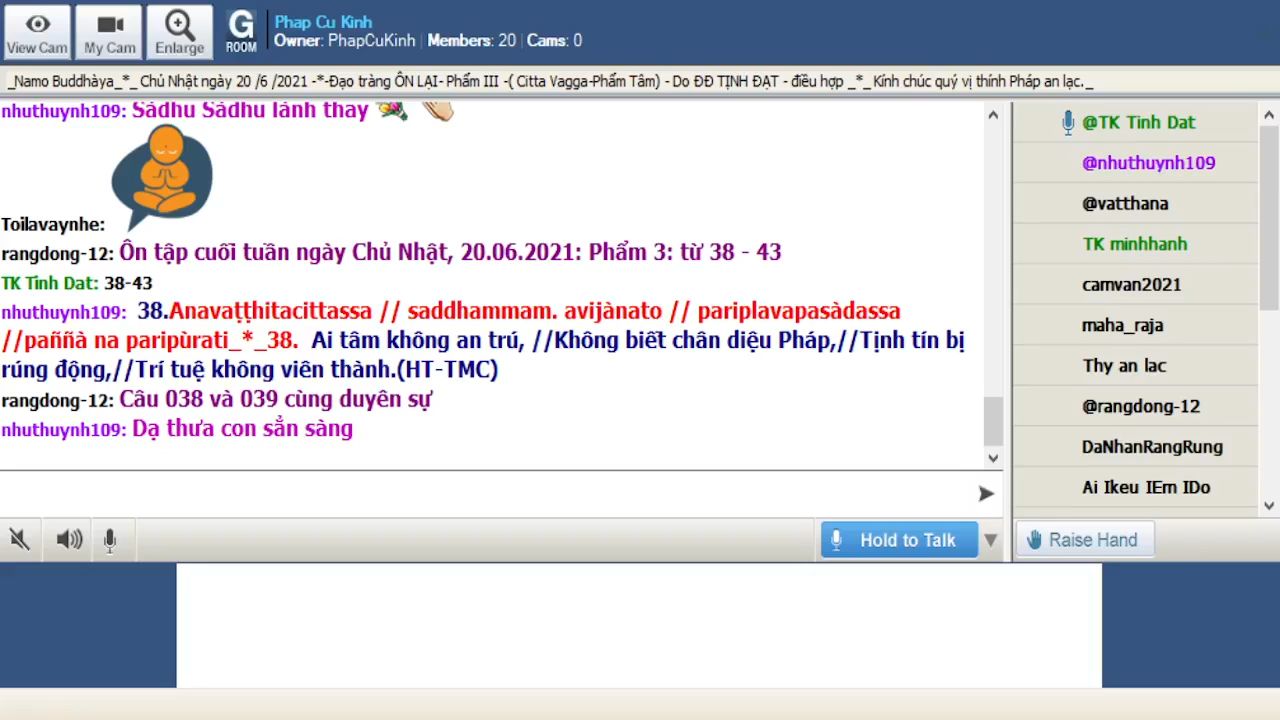 View Cam
My Cam
Enlarge
G
ROOM
Phap Cu Kinh
Owner: PhapCuKinh | Members: 20 | Cams: 0
_Namo Buddhàya_*_ Chủ Nhật ngày 20 /6 /2021 -*-Đạo tràng ÔN LẠI- Phẩm III -( Citta Vagga-Phẩm Tâm) - Do ĐĐ TỊNH ĐẠT - điều hợp _*_Kính chúc quý vị thính Pháp an lạc._
nhuthuynh109: Sàdhu Sàdhu lành thay
Toilavaynhe:
rangdong-12: Ôn tập cuối tuần ngày Chủ Nhật, 20.06.2021: Phẩm 3: từ 38 - 43
TK Tinh Dat: 38-43
nhuthuynh109: 38.Anavaṭṭhitacittassa // saddhammam. avijànato // pariplavapasàdassa
//paññà na paripùrati_*_38. Ai tâm không an trú, //Không biết chân diệu Pháp,//Tịnh tín bị
rúng động,//Trí tuệ không viên thành.(HT-TMC)
rangdong-12: Câu 038 và 039 cùng duyên sự
nhuthuynh109: Dạ thưa con sẳn sàng
@TK Tinh Dat
@nhuthuynh109
@vatthana
TK minhhanh
camvan2021
maha_raja
Thy an lac
@rangdong-12
DaNhanRangRung
Ai Ikeu IEm IDo
Hold to Talk
Raise Hand